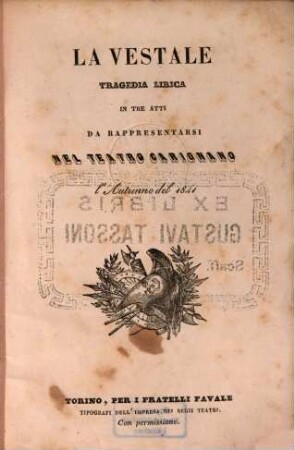 LA VESTALE
TRAGEDIA LIRICA
IN TRE ATTI
DA RAPPRESENTARSI
NEL TEATRO CARIGNANO
l'Autunno del 1841
EX LIBRIS
GUSTAVI TASSONI
TORINO, PER I FRATELLI FAVALE
TIPOGRAFI DELL'IMPRESA DEI REGII TEATRI.
Con permissione.